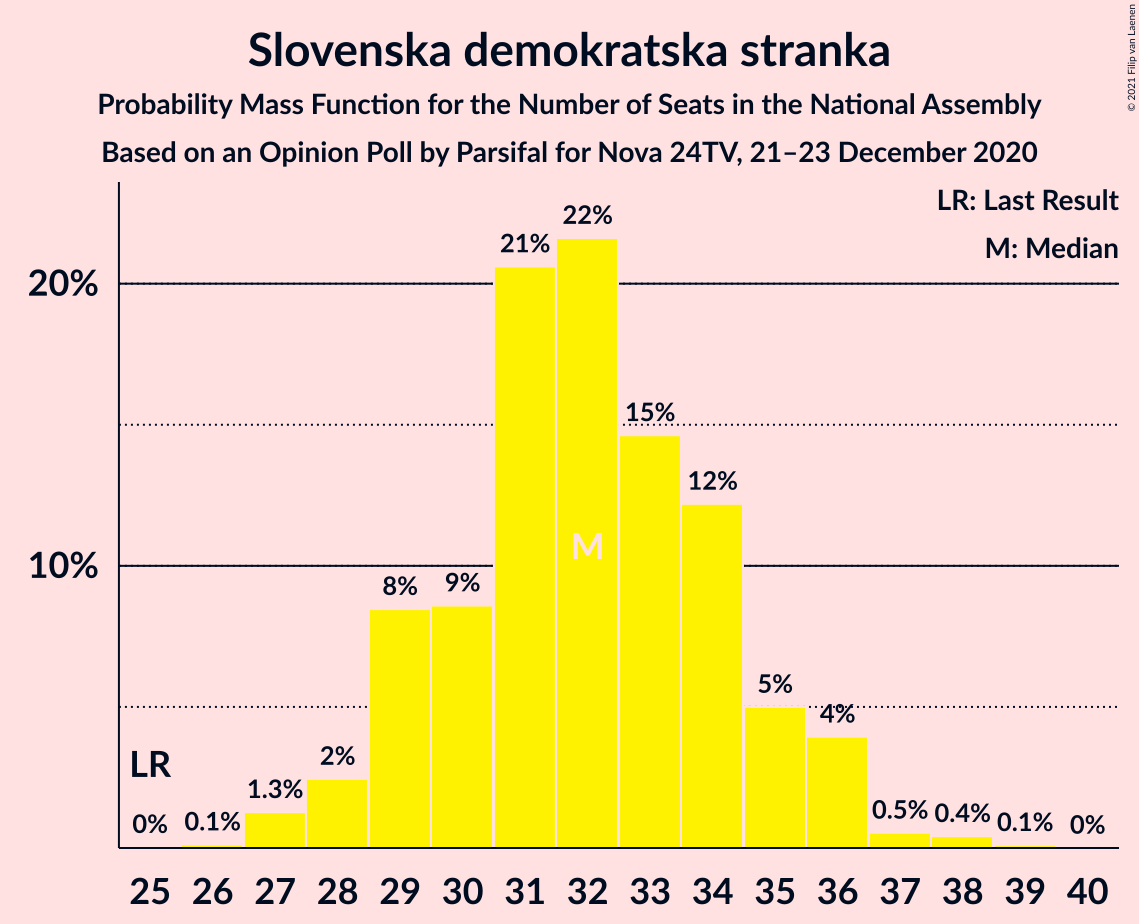 Slovenska demokratska stranka
Probability Mass Function for the Number of Seats in the National Assembly
Based on an Opinion Poll by Parsifal for Nova 24TV, 21–23 December 2020
© 2021 Filip van Laenen
LR: Last Result
M: Median
20%
10%
LR
M
0%
0.1%
1.3%
2%
8%
9%
21%
22%
15%
12%
5%
4%
0.5%
0.4%
0.1%
0%
25 26 27 28 29 30 31 32 33 34 35 36 37 38 39 40